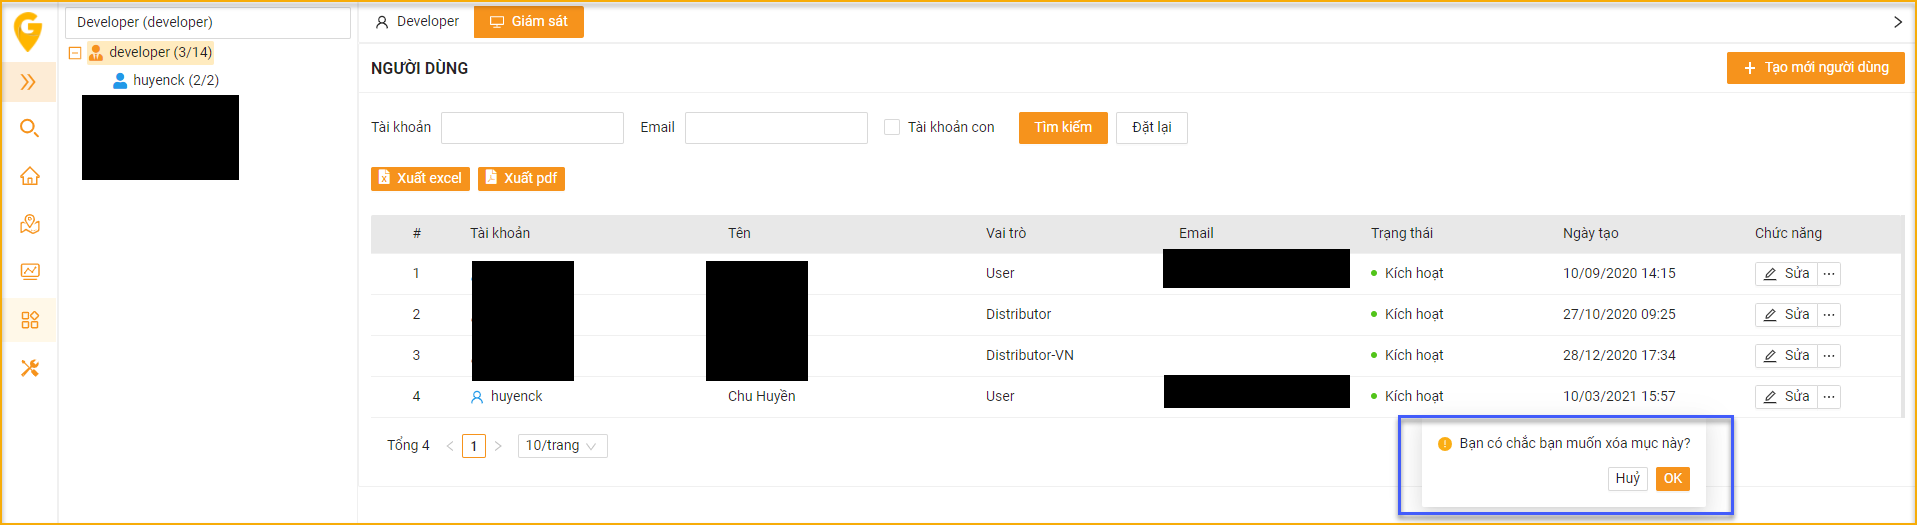 Developer (developer)
developer (3/14)
huyenck (2/2)
Developer
Giám sát
NGƯỜI DÙNG
Tạo mới người dùng
Tài khoản
Email
Tài khoản con
Tìm kiếm
Đặt lại
Xuất excel
Xuất pdf
# Tài khoản Tên Vai trò Email Trạng thái Ngày tạo Chức năng
1 User Kích hoạt 10/09/2020 14:15 Sửa ...
2 Distributor Kích hoạt 27/10/2020 09:25 Sửa ...
3 Distributor-VN Kích hoạt 28/12/2020 17:34 Sửa ...
4 huyenck Chu Huyền User Kích hoạt 10/03/2021 15:57 Sửa ...
Tổng 4 < 1 > 10/trang
Bạn có chắc bạn muốn xóa mục này?
Huỷ OK